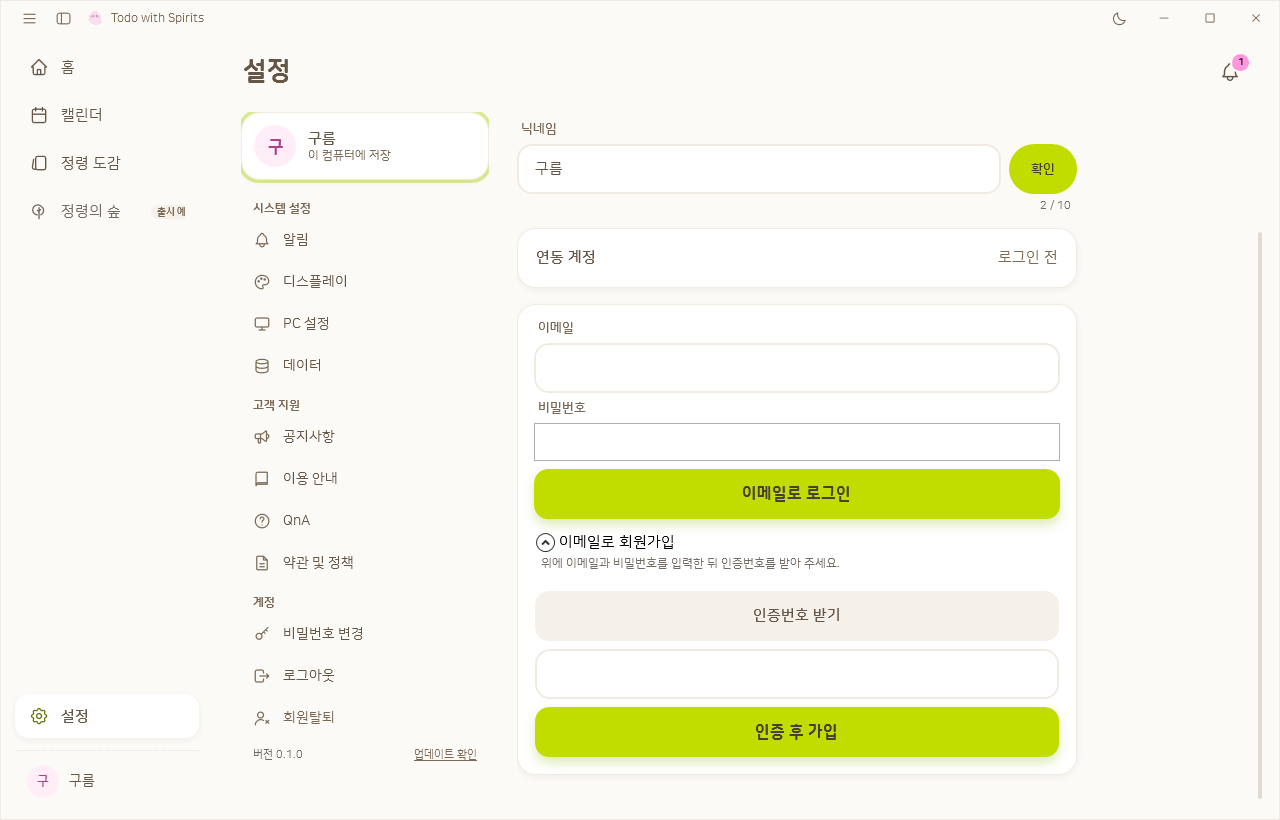 Todo with Spirits
홈
캘린더
정령 도감
정령의 숲
출시 예
설정
구
구름
설정
1
구
구름
이 컴퓨터에 저장
시스템 설정
알림
디스플레이
PC 설정
데이터
고객 지원
공지사항
이용 안내
QnA
약관 및 정책
계정
비밀번호 변경
로그아웃
회원탈퇴
버전 0.1.0
업데이트 확인
닉네임
구름
확인
2 / 10
연동 계정
로그인 전
이메일
비밀번호
이메일로 로그인
이메일로 회원가입
위에 이메일과 비밀번호를 입력한 뒤 인증번호를 받아 주세요.
인증번호 받기
인증 후 가입